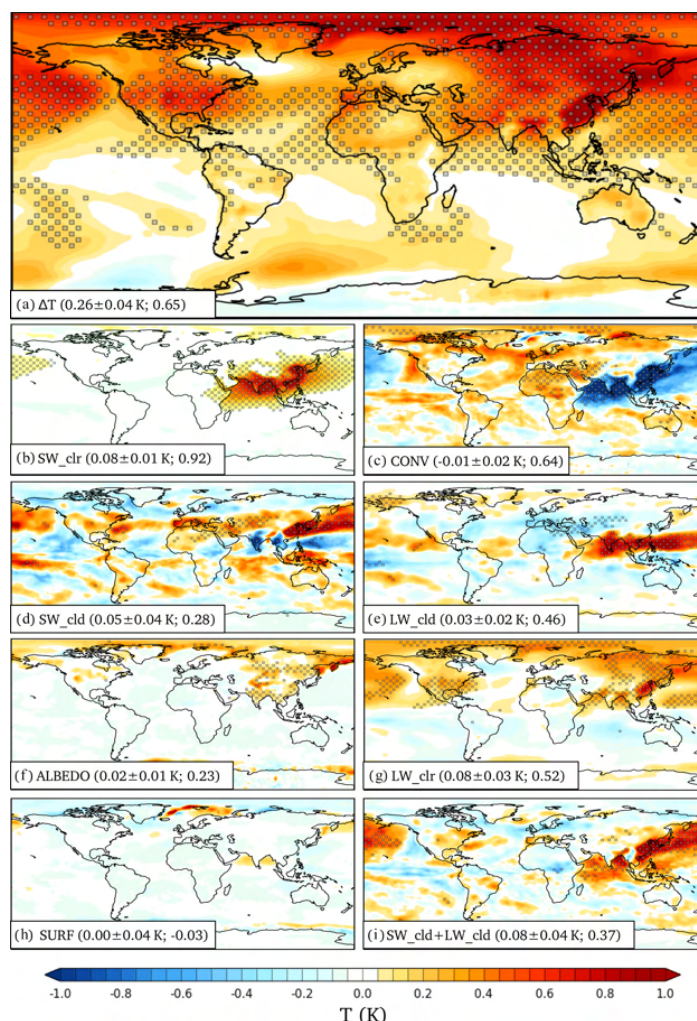 (a) ΔT (0.26±0.04 K; 0.65)
(b) SW_clr (0.08±0.01 K; 0.92)
(c) CONV (-0.01±0.02 K; 0.64)
(d) SW_cld (0.05±0.04 K; 0.28)
(e) LW_cld (0.03±0.02 K; 0.46)
(f) ALBEDO (0.02±0.01 K; 0.23)
(g) LW_clr (0.08±0.03 K; 0.52)
(h) SURF (0.00±0.04 K; -0.03)
(i) SW_cld+LW_cld (0.08±0.04 K; 0.37)
-1.0 -0.8 -0.6 -0.4 -0.2 0.0 0.2 0.4 0.6 0.8 1.0
T (K)